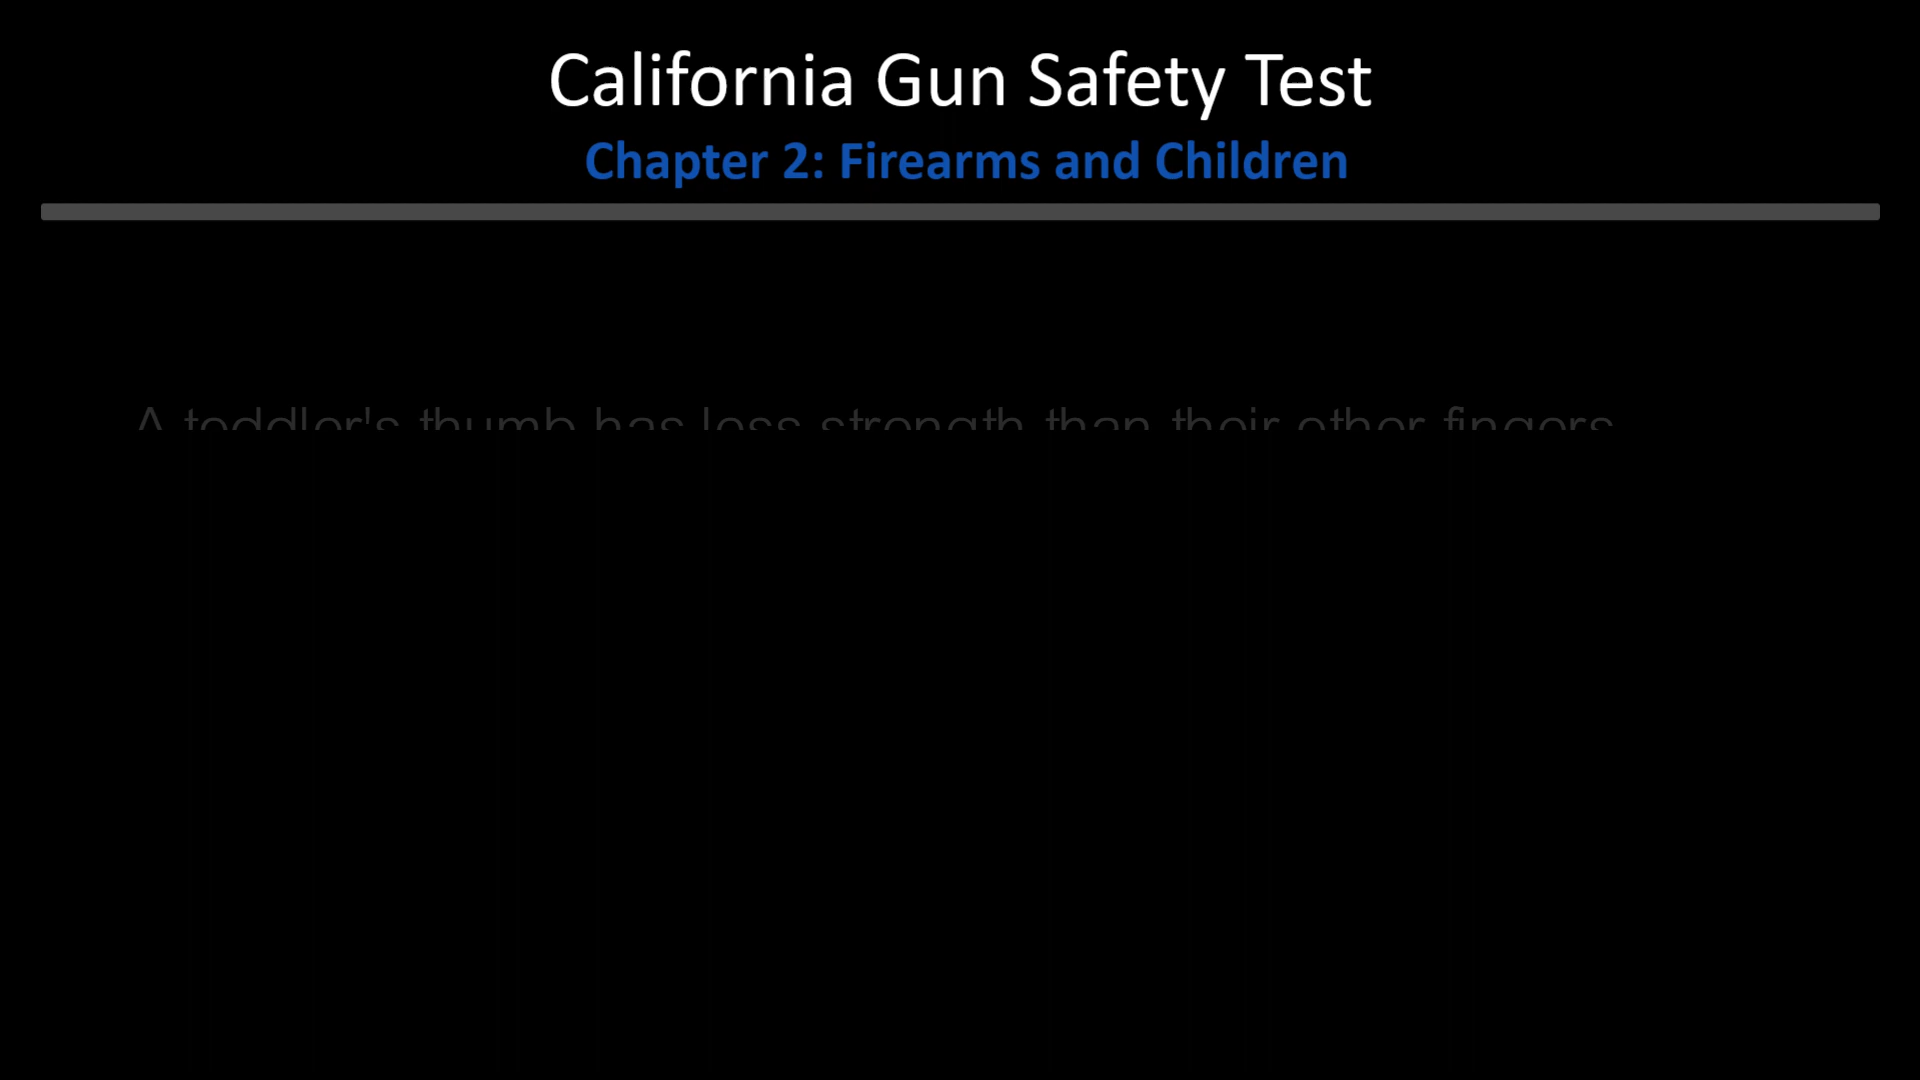 California Gun Safety Test
Chapter 2: Firearms and Children
A toddler's thumb has less strength than their other fingers